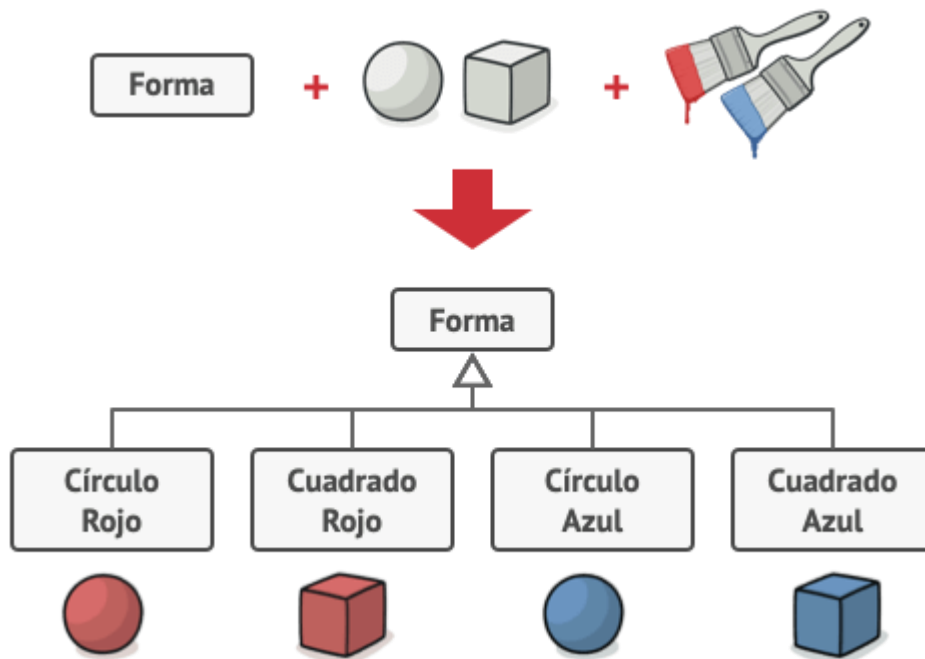 Forma
+
+
Forma
Círculo
Rojo
Cuadrado
Rojo
Círculo
Azul
Cuadrado
Azul